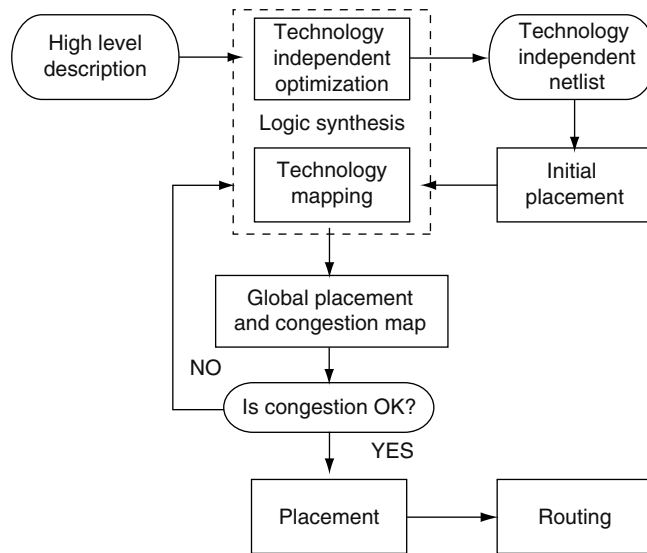 High level
description
Technology
independent
optimization
Technology
independent
netlist
Logic synthesis
Technology
mapping
Initial
placement
Global placement
and congestion map
NO
Is congestion OK?
YES
Placement
Routing